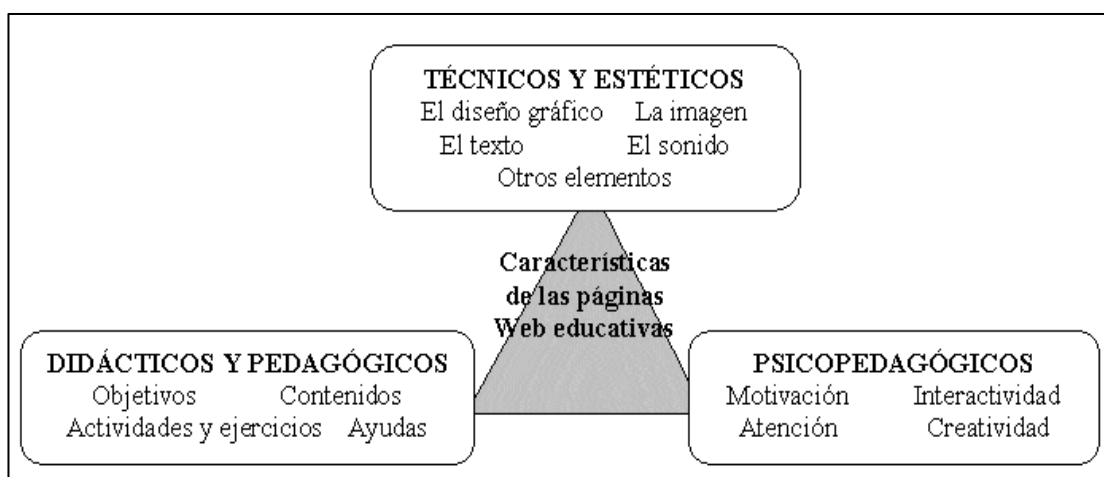 TÉCNICOS Y ESTÉTICOS
El diseño gráfico La imagen
El texto El sonido
Otros elementos
Características
de las páginas
Web educativas
DIDÁCTICOS Y PEDAGÓGICOS
Objetivos Contenidos
Actividades y ejercicios Ayudas
PSICOPEDAGÓGICOS
Motivación Interactividad
Atención Creatividad